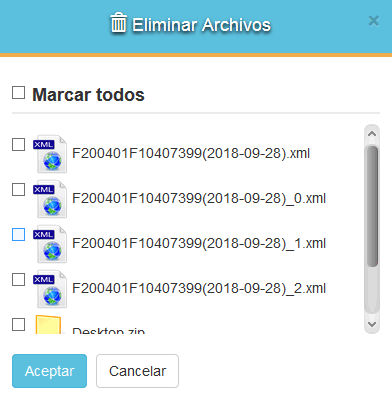 Eliminar Archivos
×
Marcar todos
XML F200401F10407399(2018-09-28).xml
XML F200401F10407399(2018-09-28)_0.xml
XML F200401F10407399(2018-09-28)_1.xml
XML F200401F10407399(2018-09-28)_2.xml
Desktop.zip
Aceptar Cancelar